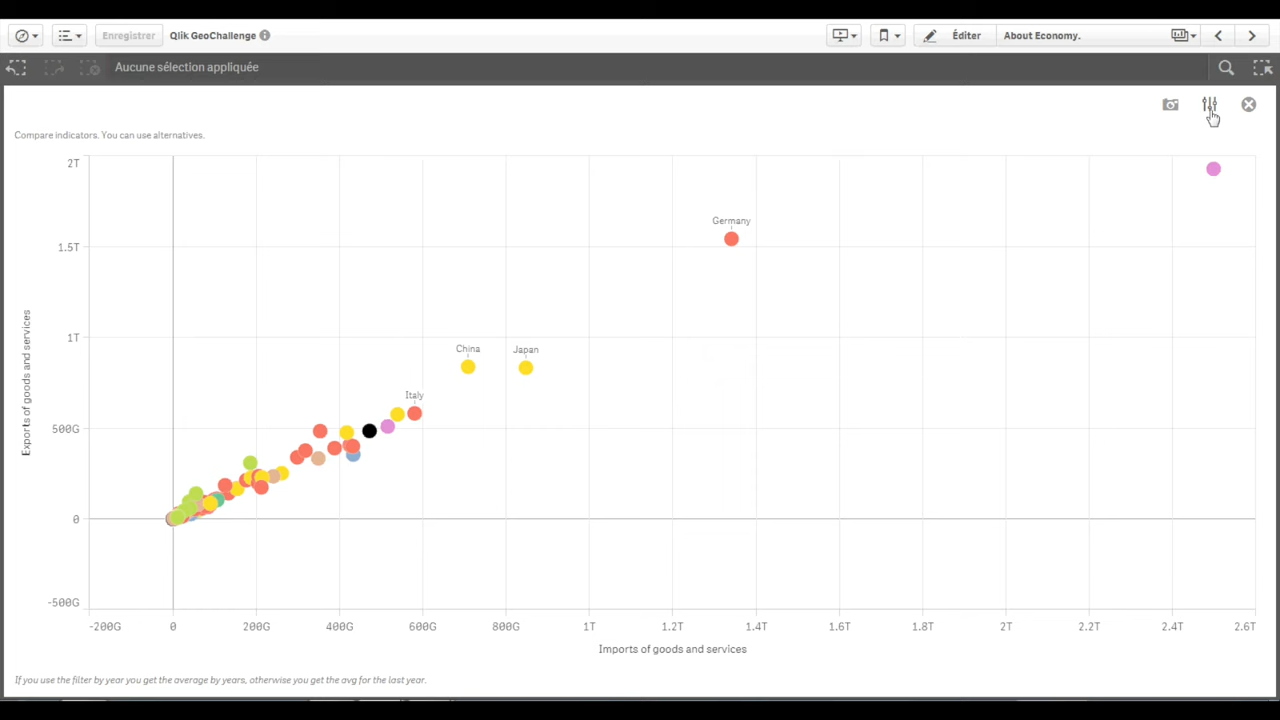 Enregistrer Qlik GeoChallenge Éditer About Economy.
Aucune sélection appliquée
Compare indicators. You can use alternatives.
2T
Germany
1.5T
Exports of goods and services
1T
China Japan
Italy
500G
0
-500G
-200G 0 200G 400G 600G 800G 1T 1.2T 1.4T 1.6T 1.8T 2T 2.2T 2.4T 2.6T
Imports of goods and services
If you use the filter by year you get the average by years, otherwise you get the avg for the last year.